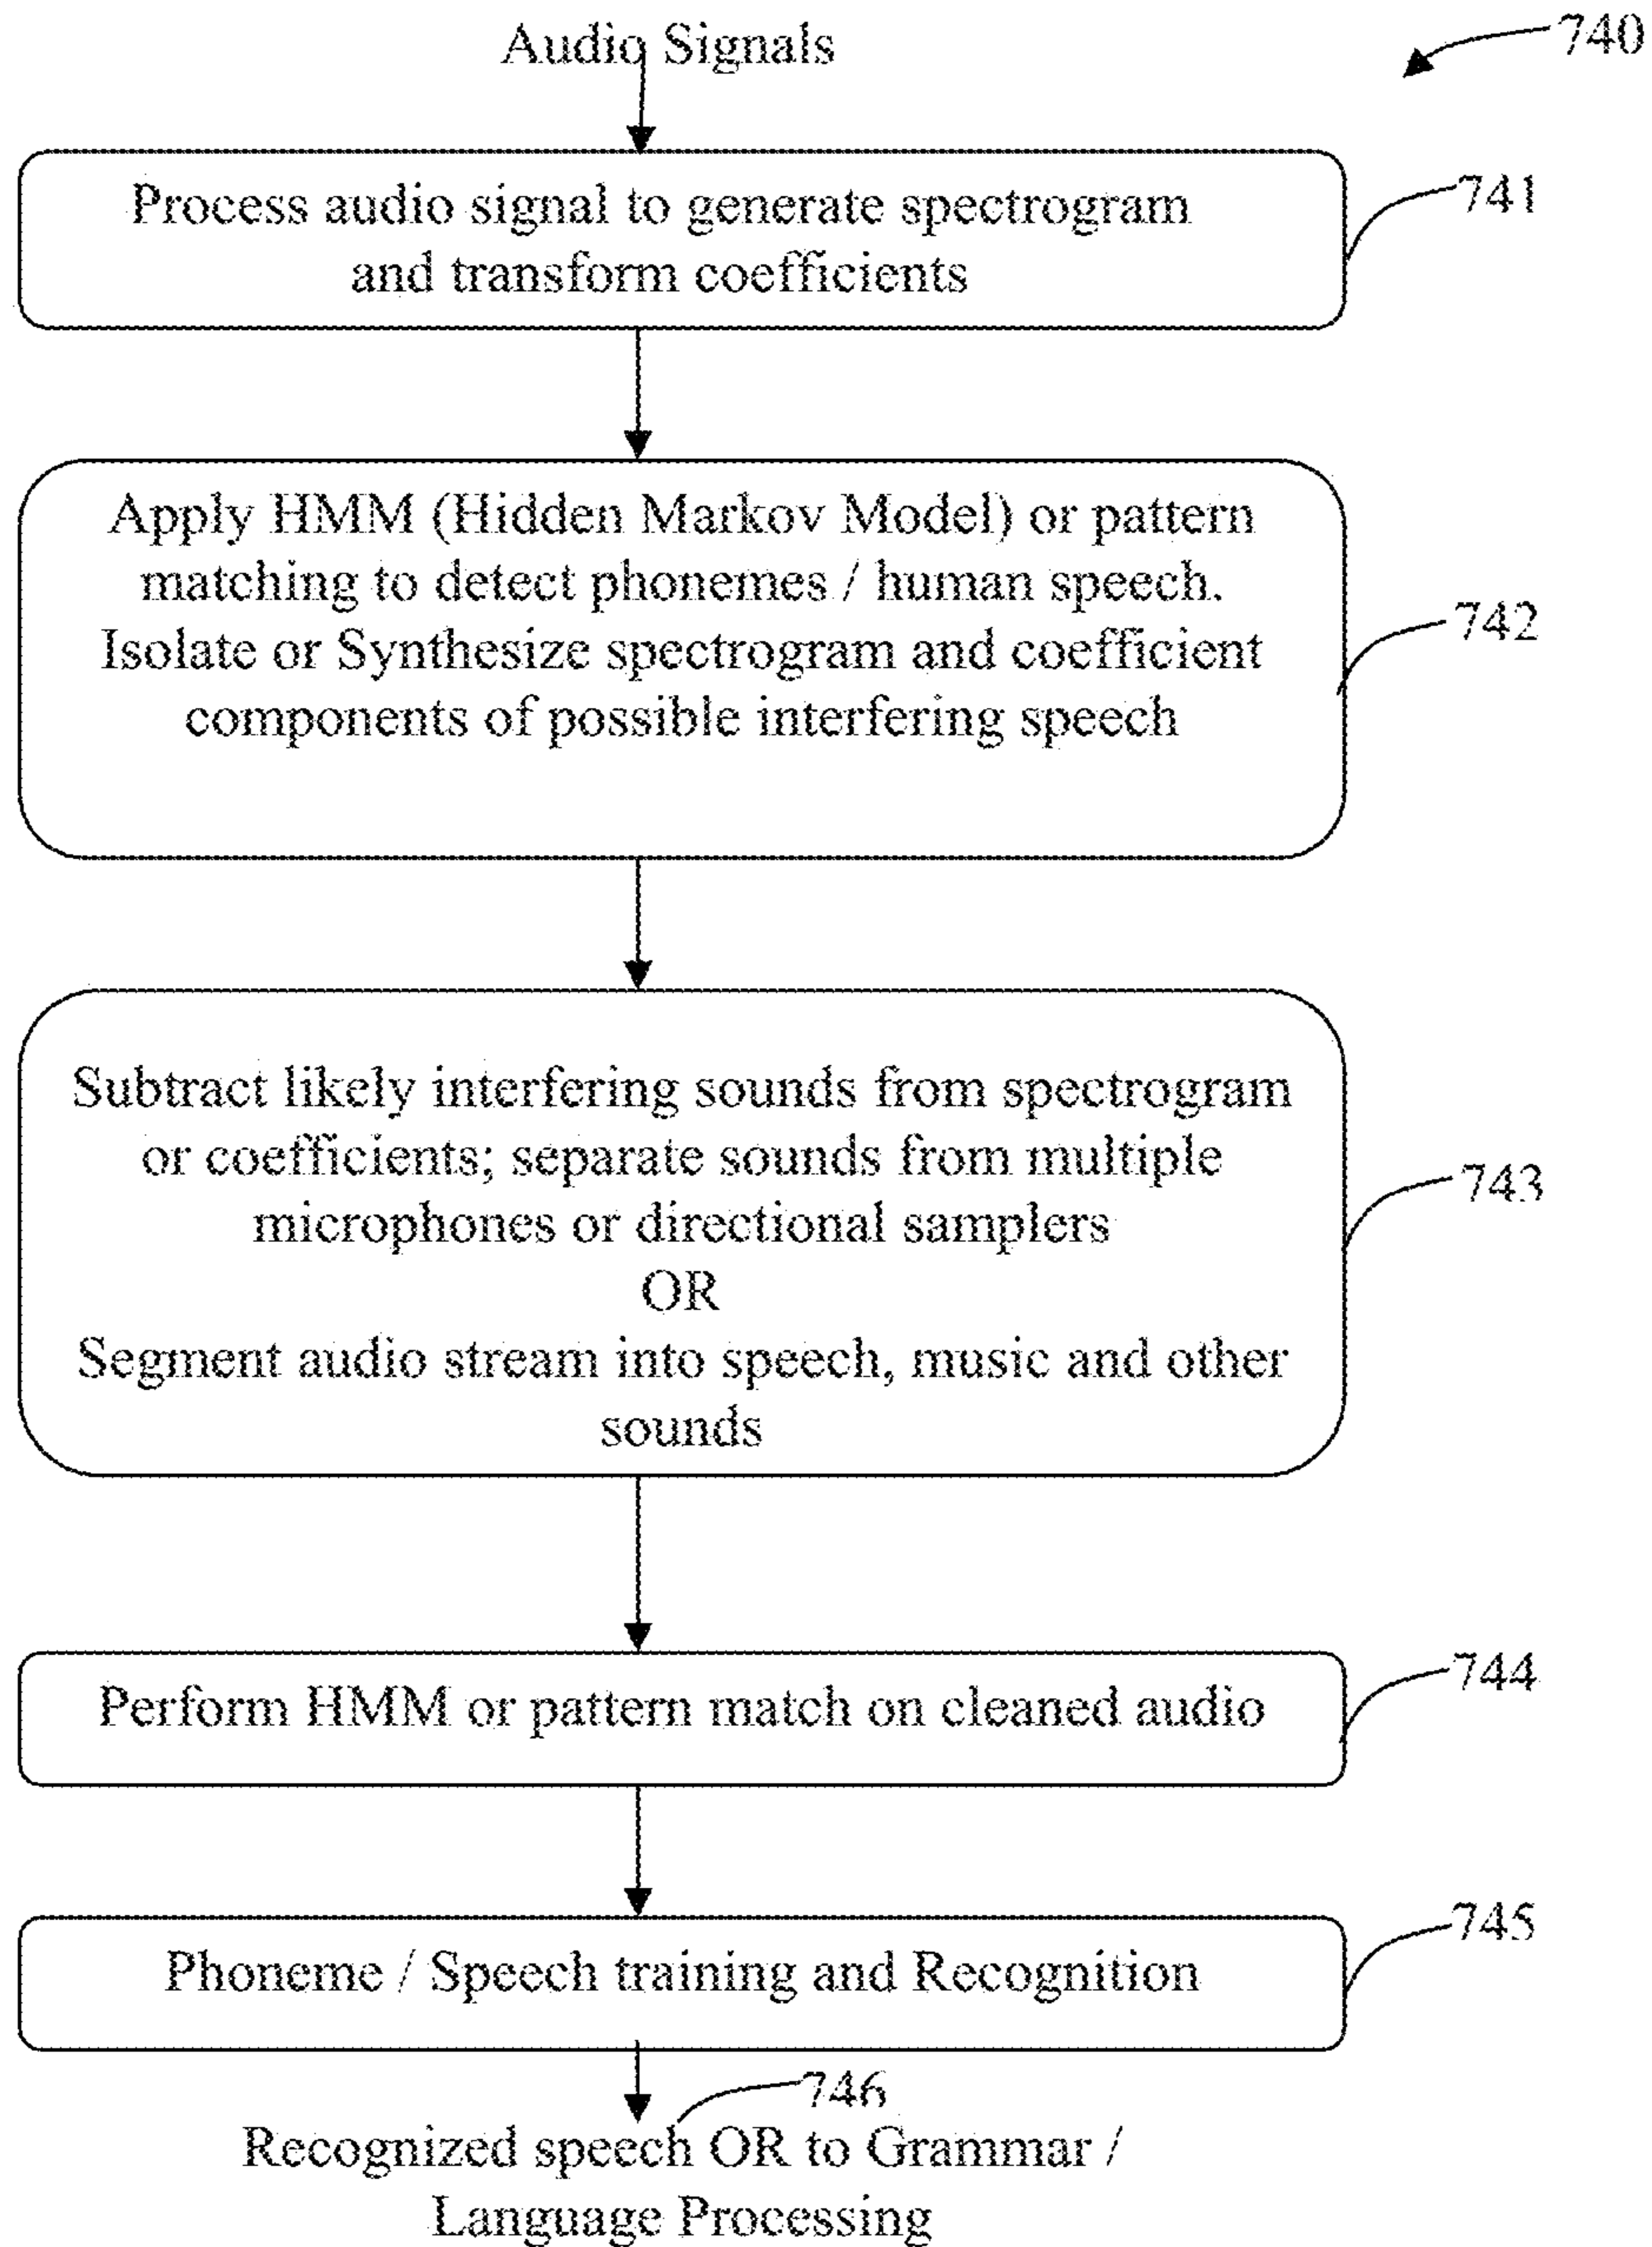 Audio Signals
740
Process audio signal to generate spectrogram
and transform coefficients
741
Apply HMM (Hidden Markov Model) or pattern
matching to detect phonemes / human speech.
Isolate or Synthesize spectrogram and coefficient
components of possible interfering speech
742
Subtract likely interfering sounds from spectrogram
or coefficients; separate sounds from multiple
microphones or directional samplers
OR
Segment audio stream into speech, music and other
sounds
743
Perform HMM or pattern match on cleaned audio
744
Phoneme / Speech training and Recognition
745
746
Recognized speech OR to Grammar /
Language Processing